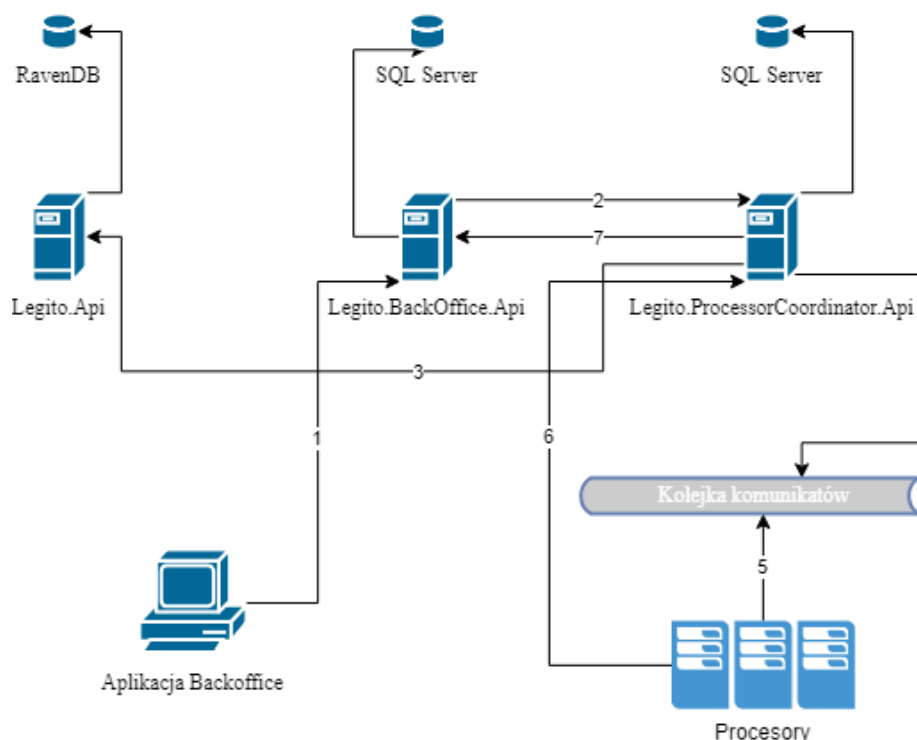 RavenDB
SQL Server
SQL Server
2
7
Legito.Api
Legito.BackOffice.Api
Legito.ProcessorCoordinator.Api
3
1
6
Kolejka komunikatów
5
Aplikacja Backoffice
Procesory